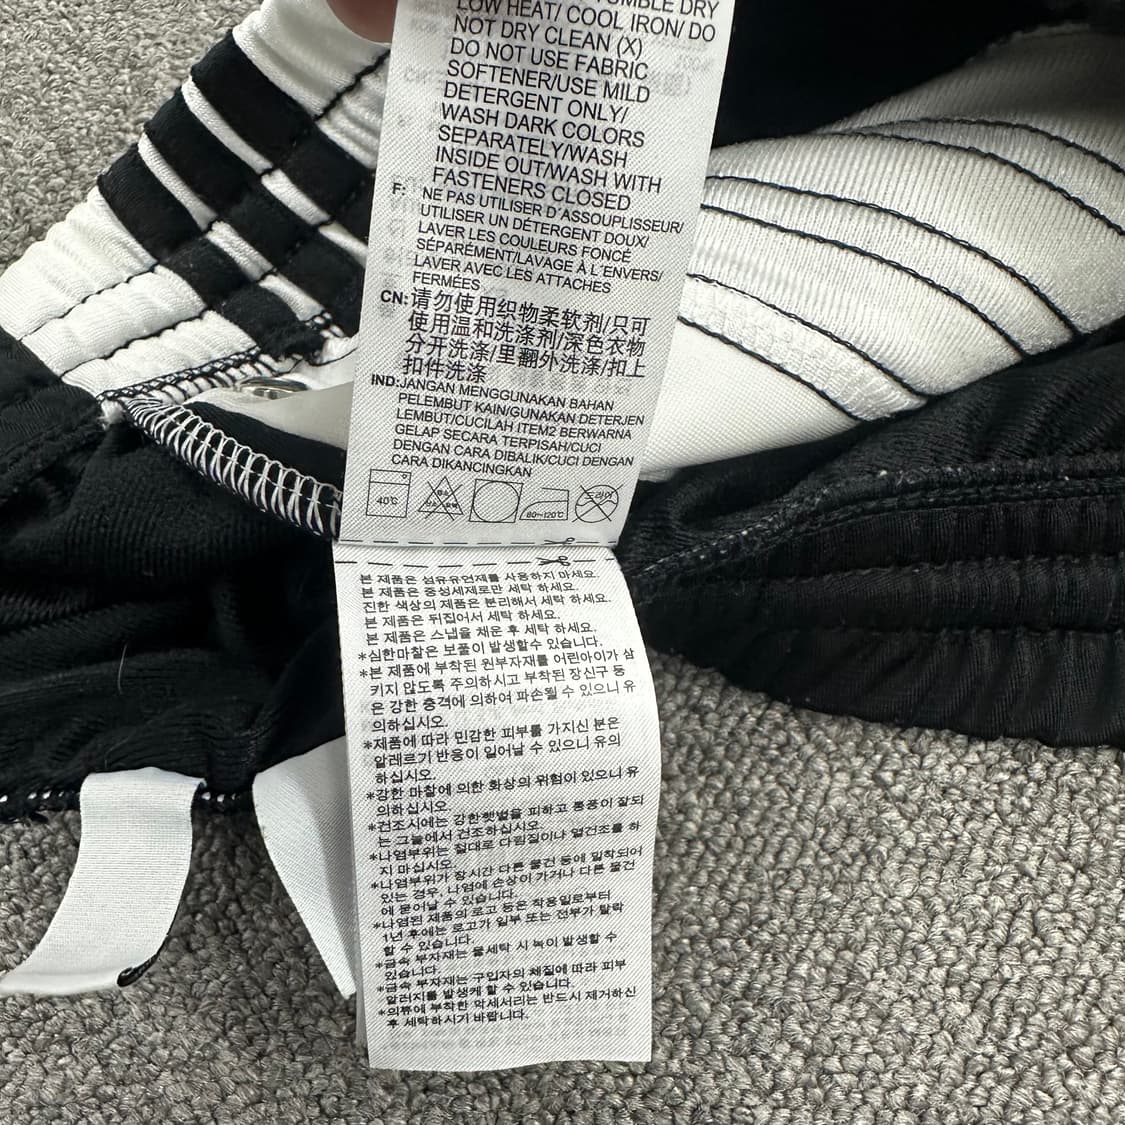 TUMBLE DRY
LOW HEAT/ COOL IRON/ DO
NOT DRY CLEAN (X)
DO NOT USE FABRIC
SOFTENER/USE MILD
DETERGENT ONLY/
WASH DARK COLORS
SEPARATELY/WASH
INSIDE OUT/WASH WITH
FASTENERS CLOSED
F: NE PAS UTILISER D'ASSOUPLISSEUR/
UTILISER UN DÉTERGENT DOUX/
LAVER LES COULEURS FONCÉ
SÉPARÉMENT/LAVAGE À L'ENVERS/
LAVER AVEC LES ATTACHES
FERMÉES
CN:请勿使用织物柔软剂/只可
使用温和洗涤剂/深色衣物
分开洗涤/里翻外洗涤/扣上
扣件洗涤
IND:JANGAN MENGGUNAKAN BAHAN
PELEMBUT KAIN/GUNAKAN DETERJEN
LEMBUT/CUCILAH ITEM2 BERWARNA
GELAP SECARA TERPISAH/CUCI
DENGAN CARA DIBALIK/CUCI DENGAN
CARA DIKANCINGKAN
40℃
80~120℃
드라이
본 제품은 섬유유연제를 사용하지 마세요.
본 제품은 중성세제로만 세탁 하세요.
진한 색상의 제품은 분리해서 세탁 하세요.
본 제품은 뒤집어서 세탁 하세요.
본 제품은 스냅을 채운 후 세탁 하세요.
*심한마찰은 보풀이 발생할수 있습니다.
*본 제품에 부착된 원부자재를 어린아이가 삼
키지 않도록 주의하시고 부착된 장신구 등
은 강한 충격에 의하여 파손될 수 있으니 유
의하십시오.
*제품에 따라 민감한 피부를 가지신 분은
알레르기 반응이 일어날 수 있으니 유의
하십시오.
*강한 마찰에 의한 화상의 위험이 있으니 유
의하십시오.
*건조시에는 강한햇볕을 피하고 통풍이 잘되
는 그늘에서 건조하십시오.
*나염부위는 절대로 다림질이나 열건조를 하
지 마십시오.
*나염부위가 장시간 다른 물건 등에 밀착되어
있는 경우, 나염에 손상이 가거나 다른 물건
에 묻어날 수 있습니다.
*나염된 제품의 로고 등은 착용일로부터
1년 후에는 로고가 일부 또는 전부가 탈락
할 수 있습니다.
*금속 부자재는 물세탁 시 녹이 발생할 수
있습니다.
*금속 부자재는 구입자의 체질에 따라 피부
알러지를 발생케 할 수 있습니다.
*의류에 부착한 악세서리는 반드시 제거하신
후 세탁하시기 바랍니다.